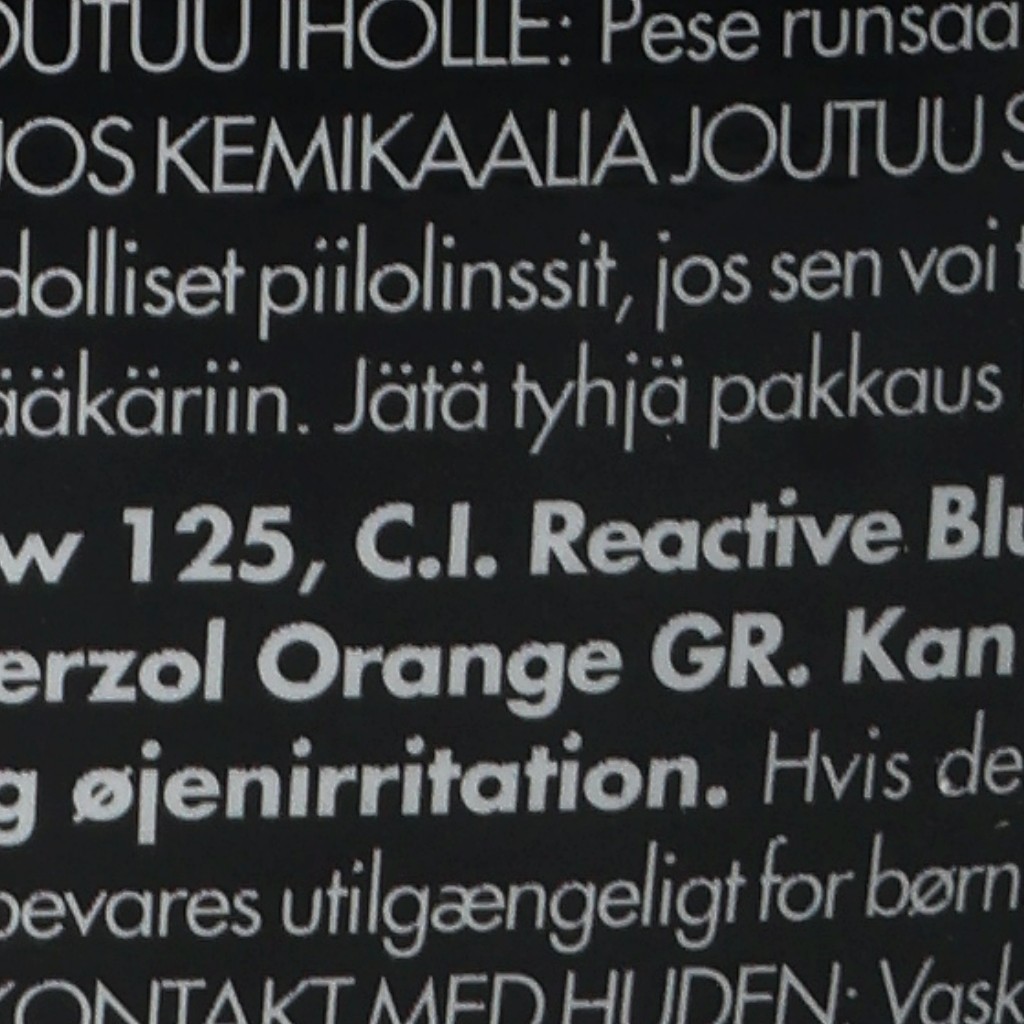 OUTUU IHOLLE: Pese runsaa
JOS KEMIKAALIA JOUTUU S
dolliset piilolinssit, jos sen voi t
ääkäriin. Jätä tyhjä pakkaus
w 125, C.I. Reactive Blu
erzol Orange GR. Kan
g øjenirritation. Hvis de
bevares utilgængeligt for børn
KONTAKT MED HUDEN: Vask